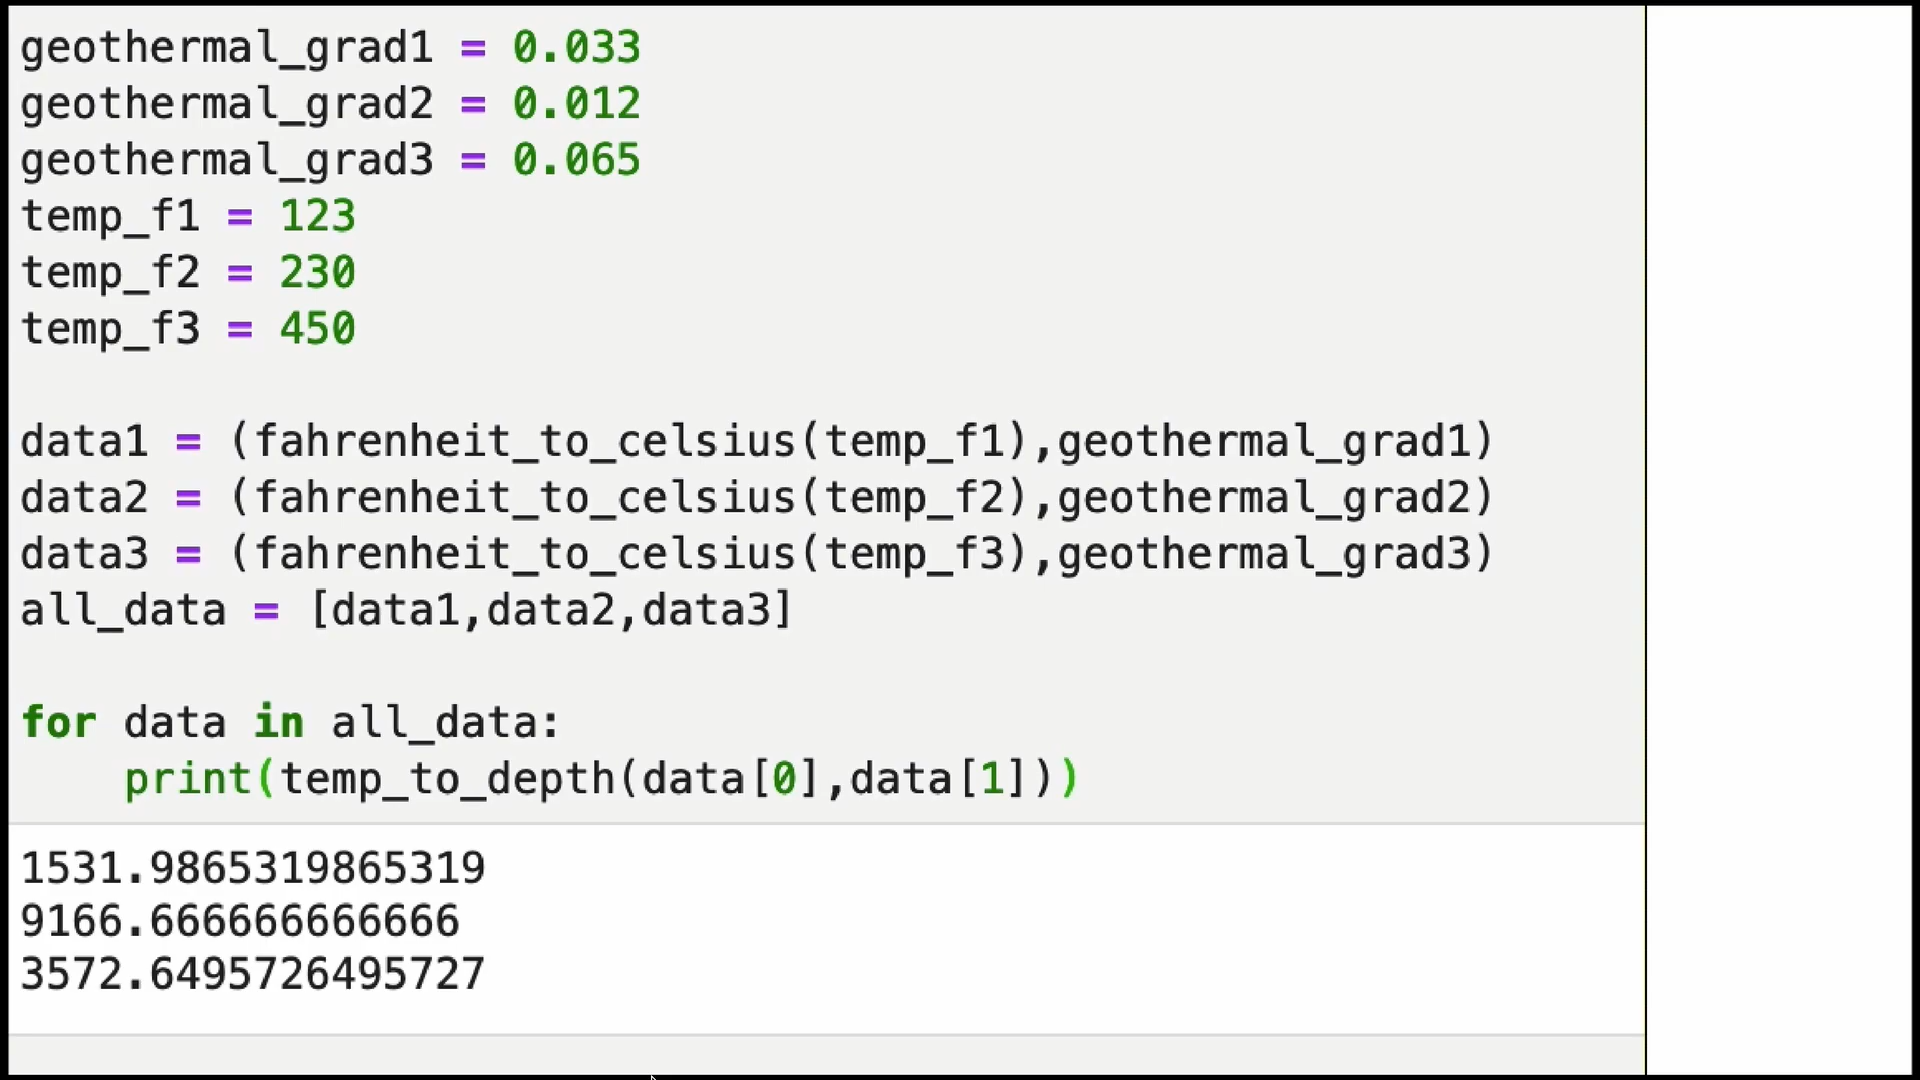 geothermal_grad1 = 0.033
geothermal_grad2 = 0.012
geothermal_grad3 = 0.065
temp_f1 = 123
temp_f2 = 230
temp_f3 = 450
data1 = (fahrenheit_to_celsius(temp_f1),geothermal_grad1)
data2 = (fahrenheit_to_celsius(temp_f2),geothermal_grad2)
data3 = (fahrenheit_to_celsius(temp_f3),geothermal_grad3)
all_data = [data1,data2,data3]
for data in all_data:
    print(temp_to_depth(data[0],data[1]))
1531.9865319865319
9166.666666666666
3572.6495726495727